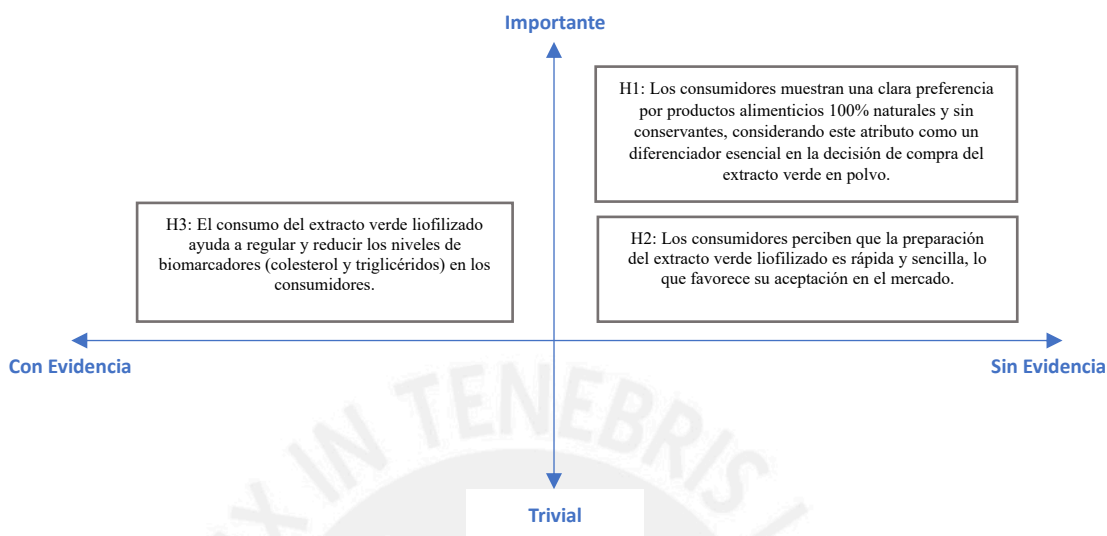 Importante
H1: Los consumidores muestran una clara preferencia
por productos alimenticios 100% naturales y sin
conservantes, considerando este atributo como un
diferenciador esencial en la decisión de compra del
extracto verde en polvo.
H3: El consumo del extracto verde liofilizado
ayuda a regular y reducir los niveles de
biomarcadores (colesterol y triglicéridos) en los
consumidores.
H2: Los consumidores perciben que la preparación
del extracto verde liofilizado es rápida y sencilla, lo
que favorece su aceptación en el mercado.
Con Evidencia
Sin Evidencia
IN TENEBRIS
Trivial